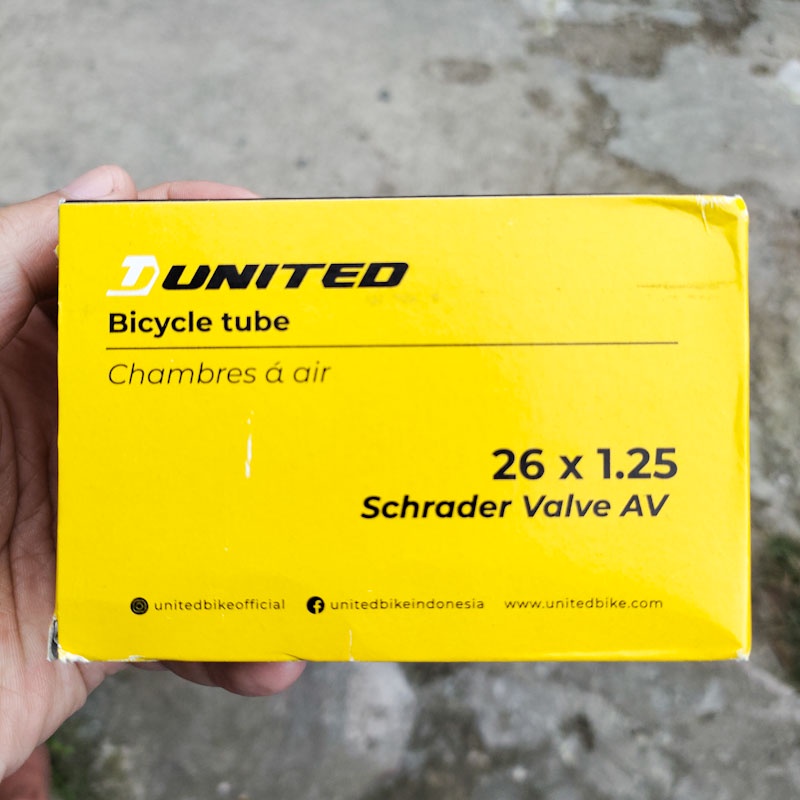 UNITED
Bicycle tube
Chambres á air
26 x 1.25
Schrader Valve AV
unitedbikeofficial unitedbikeindonesia www.unitedbike.com